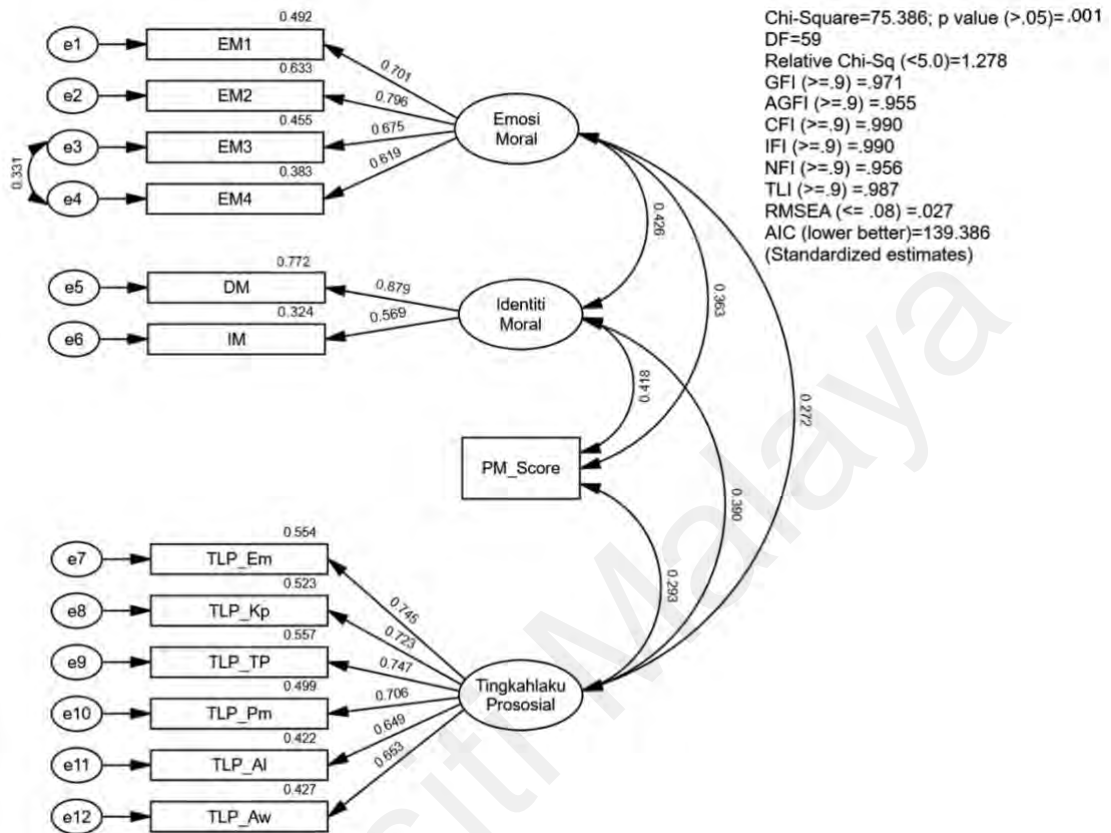 Chi-Square=75.386; p value (>.05)=.001
DF=59
Relative Chi-Sq (<5.0)=1.278
GFI (>=.9) =.971
AGFI (>=.9) =.955
CFI (>=.9) =.990
IFI (>=.9) =.990
NFI (>=.9) =.956
TLI (>=.9) =.987
RMSEA (<= .08) =.027
AIC (lower better)=139.386
(Standardized estimates)
0.492
e1 EM1
0.701
0.633
e2 EM2
0.796
0.455
e3 EM3
0.675
0.383
e4 EM4
0.619
0.331
Emosi
Moral
0.426
0.363
0.272
0.772
e5 DM
0.879
0.324
e6 IM
0.569
Identiti
Moral
0.418
0.390
PM_Score
0.293
0.554
e7 TLP_Em
0.745
0.523
e8 TLP_Kp
0.723
0.557
e9 TLP_TP
0.747
0.499
e10 TLP_Pm
0.706
0.422
e11 TLP_Al
0.649
0.427
e12 TLP_Aw
0.653
Tingkahlaku
Prososial
siti Malaya